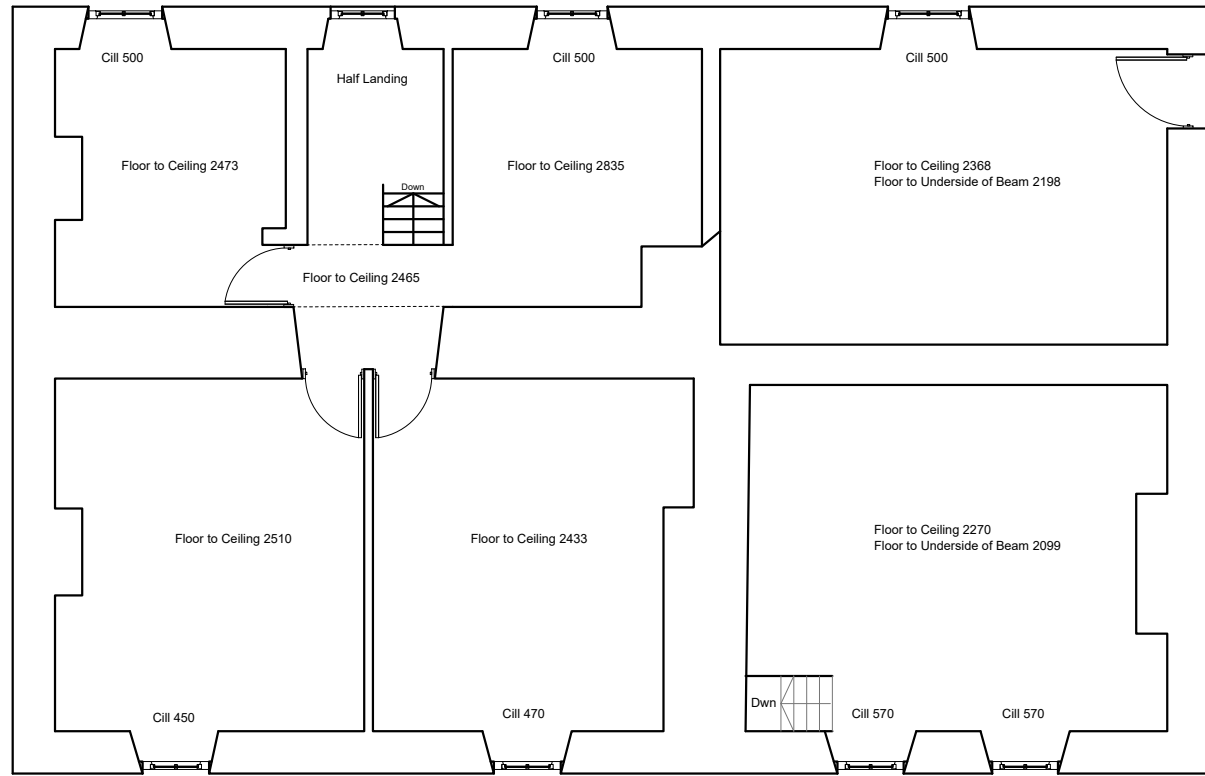 Cill 500
Half Landing
Cill 500
Cill 500
Floor to Ceiling 2473
Down
Floor to Ceiling 2835
Floor to Ceiling 2368
Floor to Underside of Beam 2198
Floor to Ceiling 2465
Floor to Ceiling 2510
Floor to Ceiling 2433
Floor to Ceiling 2270
Floor to Underside of Beam 2099
Cill 450
Cill 470
Dwn
Cill 570
Cill 570